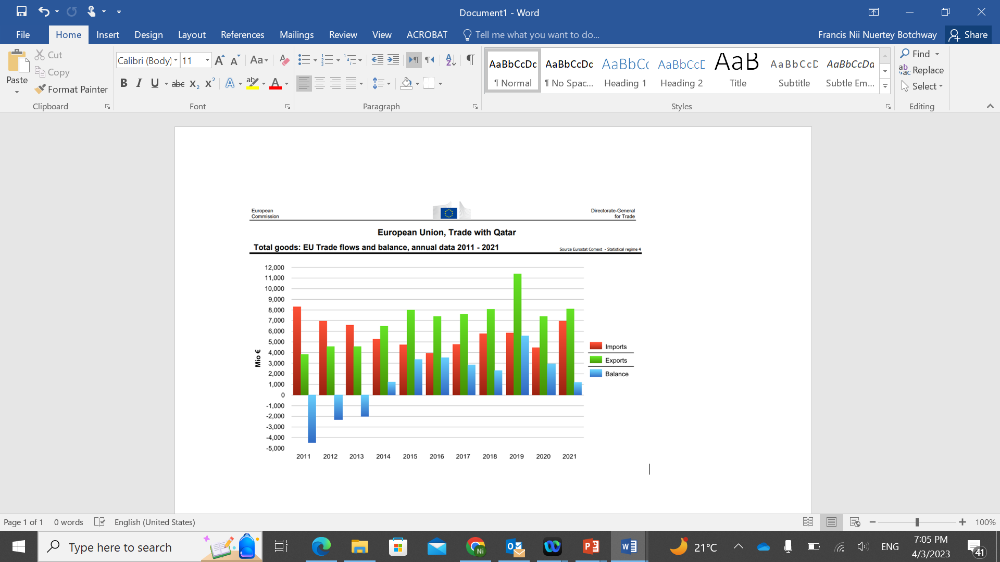 Document1 - Word
File Home Insert Design Layout References Mailings Review View ACROBAT Tell me what you want to do... Francis Nii Nuertey Botchway Share
Paste
Cut
Copy
Format Painter
Clipboard
Calibri (Body) 11
Font
Paragraph
AaBbCcDc AaBbCcDc AaBbCc AaBbCcD AaB AaBbCcD AaBbCcDa
¶ Normal ¶ No Spac... Heading 1 Heading 2 Title Subtitle Subtle Em...
Styles
Find
Replace
Select
Editing
European
Commission
Directorate-General
for Trade
European Union, Trade with Qatar
Total goods: EU Trade flows and balance, annual data 2011 - 2021
Source Eurostat Comext - Statistical regime 4
12,000
11,000
10,000
9,000
8,000
7,000
6,000
5,000
4,000
3,000
2,000
1,000
0
-1,000
-2,000
-3,000
-4,000
-5,000
Mio €
2011 2012 2013 2014 2015 2016 2017 2018 2019 2020 2021
Imports
Exports
Balance
Page 1 of 1 0 words English (United States) 100%
Type here to search
21°C
ENG
7:05 PM
4/3/2023
41